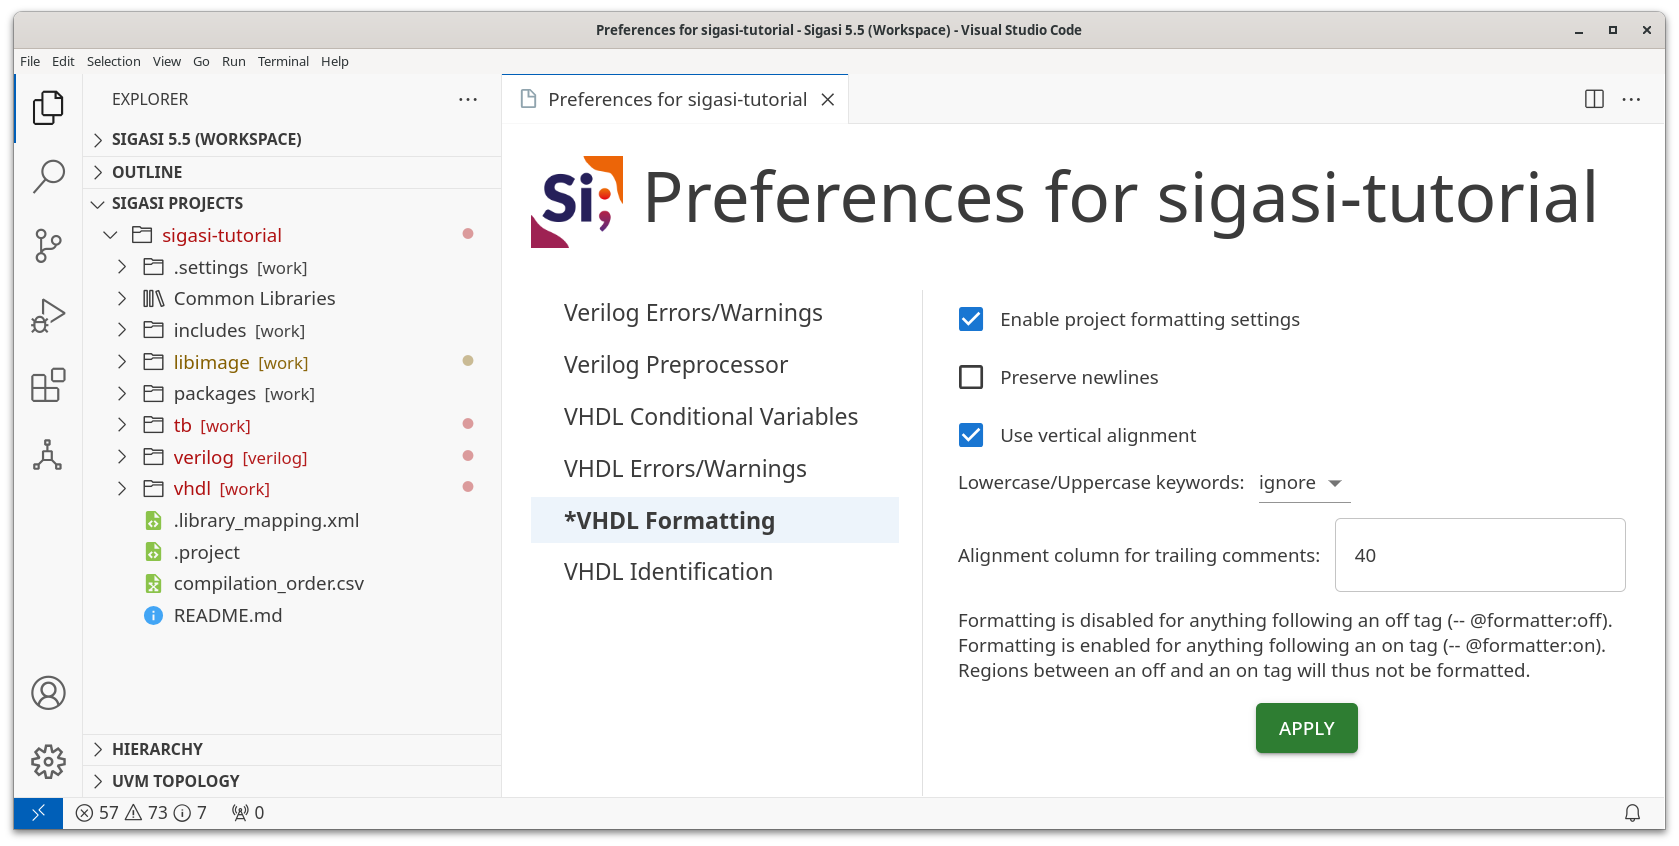 Preferences for sigasi-tutorial - Sigasi 5.5 (Workspace) - Visual Studio Code
File Edit Selection View Go Run Terminal Help
EXPLORER
SIGASI 5.5 (WORKSPACE)
OUTLINE
SIGASI PROJECTS
sigasi-tutorial
.settings [work]
Common Libraries
includes [work]
libimage [work]
packages [work]
tb [work]
verilog [verilog]
vhdl [work]
.library_mapping.xml
.project
compilation_order.csv
README.md
HIERARCHY
UVM TOPOLOGY
Preferences for sigasi-tutorial
Si; Preferences for sigasi-tutorial
Verilog Errors/Warnings
Verilog Preprocessor
VHDL Conditional Variables
VHDL Errors/Warnings
*VHDL Formatting
VHDL Identification
Enable project formatting settings
Preserve newlines
Use vertical alignment
Lowercase/Uppercase keywords: ignore
Alignment column for trailing comments: 40
Formatting is disabled for anything following an off tag (-- @formatter:off).
Formatting is enabled for anything following an on tag (-- @formatter:on).
Regions between an off and an on tag will thus not be formatted.
APPLY
57 73 7 0